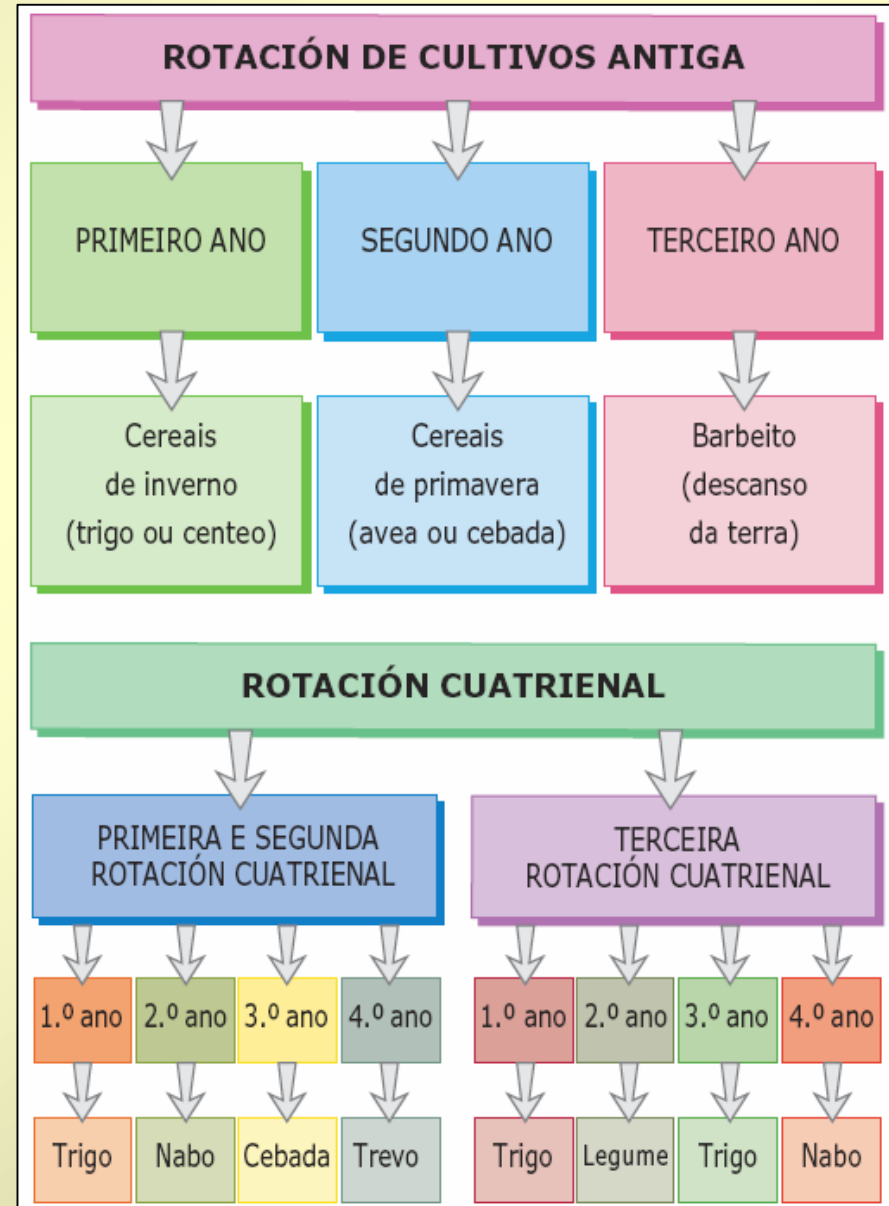 ROTACIÓN DE CULTIVOS ANTIGA
PRIMEIRO ANO
SEGUNDO ANO
TERCEIRO ANO
Cereais
de inverno
(trigo ou centeo)
Cereais
de primavera
(avea ou cebada)
Barbeito
(descanso
da terra)
ROTACIÓN CUATRIENAL
PRIMEIRA E SEGUNDA
ROTACIÓN CUATRIENAL
TERCEIRA
ROTACIÓN CUATRIENAL
1.º ano
2.º ano
3.º ano
4.º ano
1.º ano
2.º ano
3.º ano
4.º ano
Trigo
Nabo
Cebada
Trevo
Trigo
Legume
Trigo
Nabo